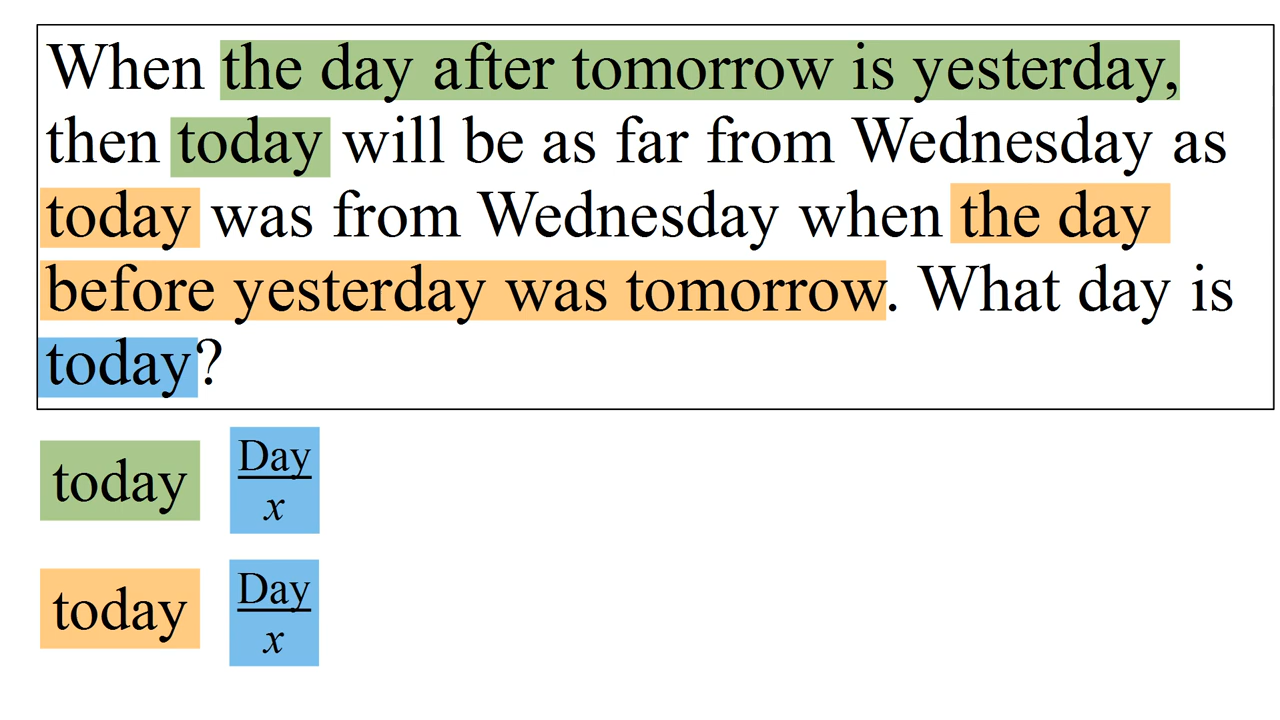 When the day after tomorrow is yesterday,
then today will be as far from Wednesday as
today was from Wednesday when the day
before yesterday was tomorrow. What day is
today?
today
Day
x
today
Day
x